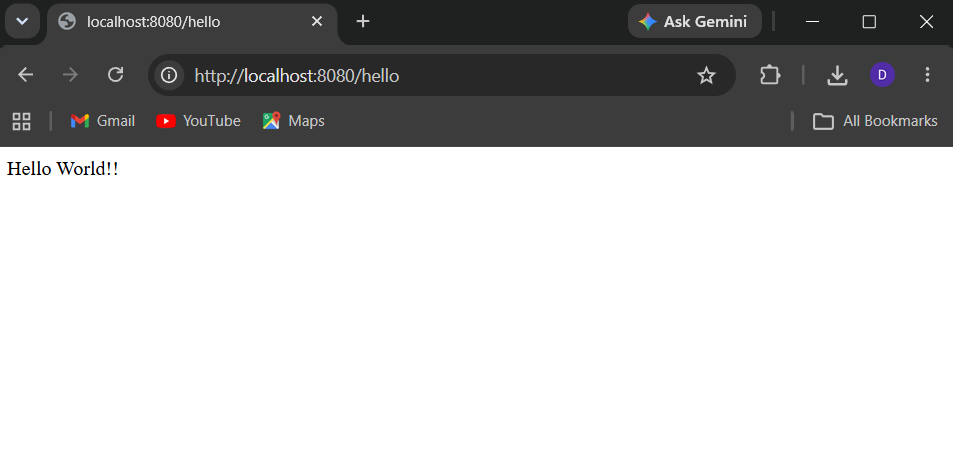 localhost:8080/hello
Ask Gemini
http://localhost:8080/hello
D
Gmail
YouTube
Maps
All Bookmarks
Hello World!!